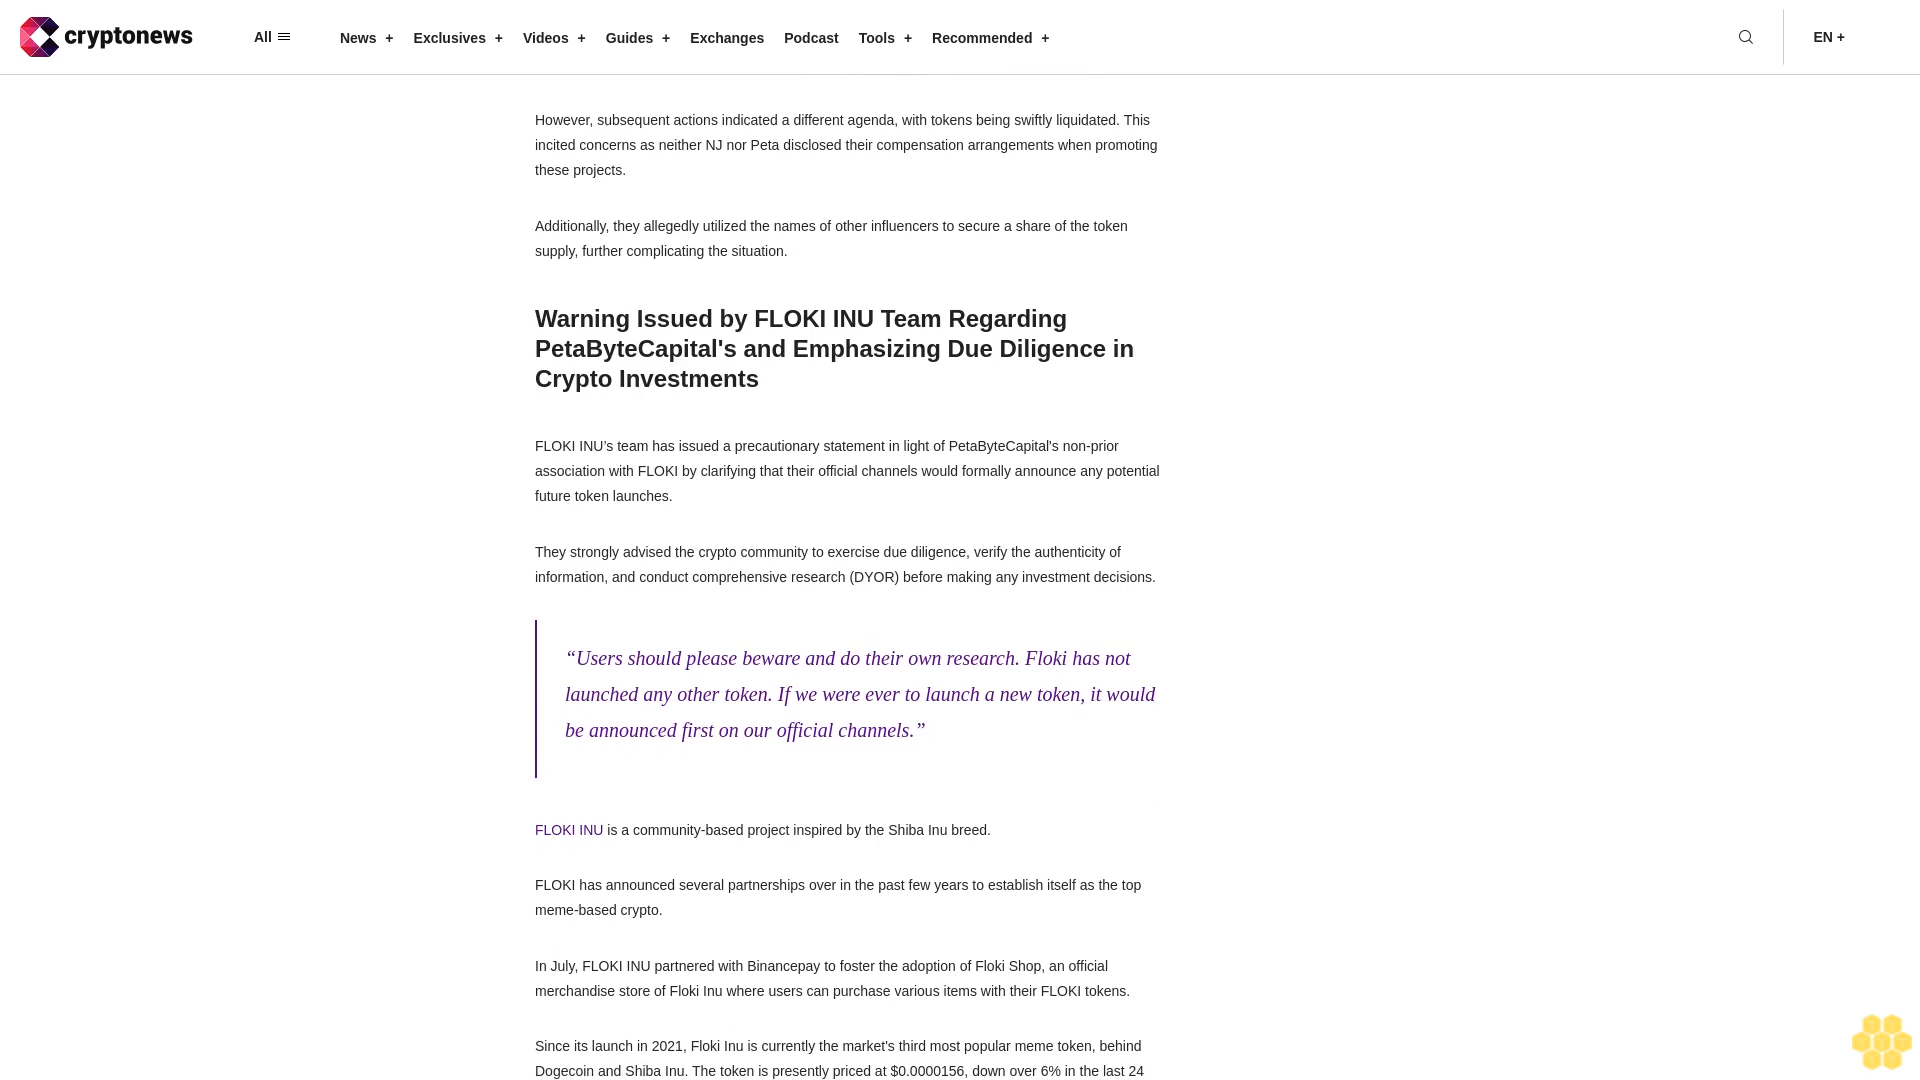 cryptonews
All
News +
Exclusives +
Videos +
Guides +
Exchanges
Podcast
Tools +
Recommended +
EN +
However, subsequent actions indicated a different agenda, with tokens being swiftly liquidated. This
incited concerns as neither NJ nor Peta disclosed their compensation arrangements when promoting
these projects.
Additionally, they allegedly utilized the names of other influencers to secure a share of the token
supply, further complicating the situation.
Warning Issued by FLOKI INU Team Regarding
PetaByteCapital's and Emphasizing Due Diligence in
Crypto Investments
FLOKI INU’s team has issued a precautionary statement in light of PetaByteCapital's non-prior
association with FLOKI by clarifying that their official channels would formally announce any potential
future token launches.
They strongly advised the crypto community to exercise due diligence, verify the authenticity of
information, and conduct comprehensive research (DYOR) before making any investment decisions.
“Users should please beware and do their own research. Floki has not
launched any other token. If we were ever to launch a new token, it would
be announced first on our official channels.”
FLOKI INU is a community-based project inspired by the Shiba Inu breed.
FLOKI has announced several partnerships over in the past few years to establish itself as the top
meme-based crypto.
In July, FLOKI INU partnered with Binancepay to foster the adoption of Floki Shop, an official
merchandise store of Floki Inu where users can purchase various items with their FLOKI tokens.
Since its launch in 2021, Floki Inu is currently the market's third most popular meme token, behind
Dogecoin and Shiba Inu. The token is presently priced at $0.0000156, down over 6% in the last 24